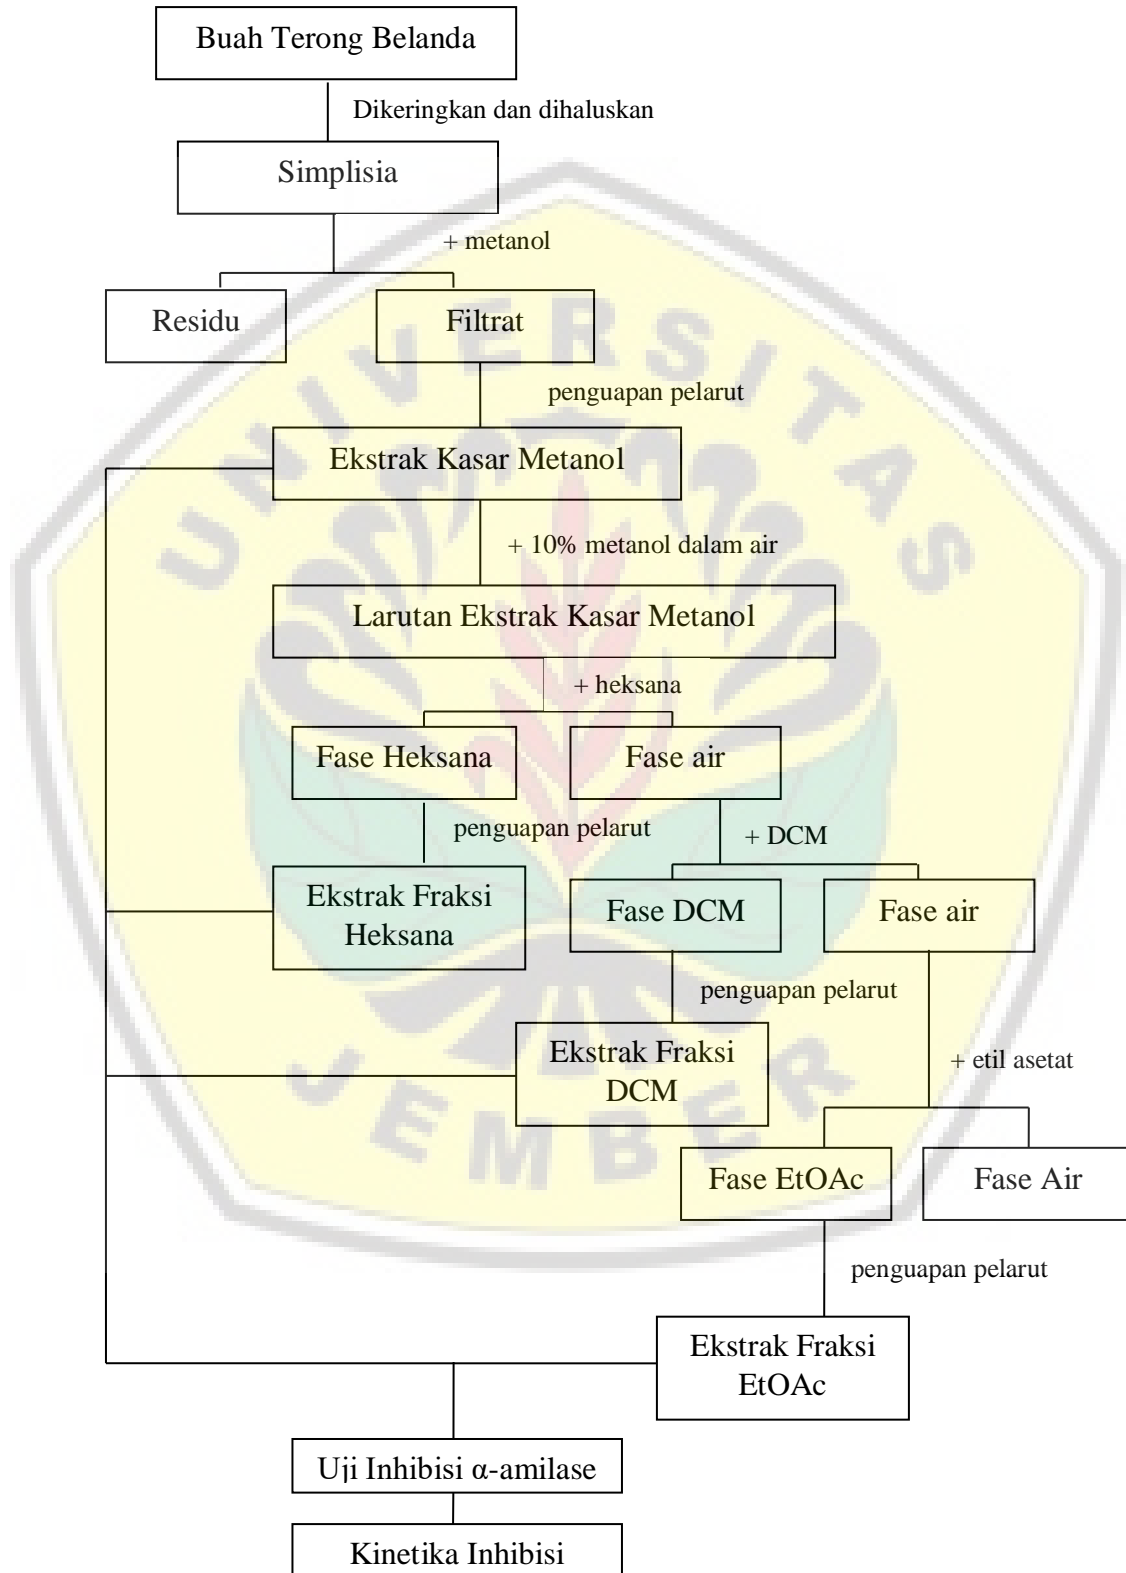 Buah Terong Belanda
Dikeringkan dan dihaluskan
Simplisia
+ metanol
Residu
Filtrat
penguapan pelarut
Ekstrak Kasar Metanol
+ 10% metanol dalam air
Larutan Ekstrak Kasar Metanol
+ heksana
Fase Heksana
Fase air
penguapan pelarut
+ DCM
Ekstrak Fraksi
Heksana
Fase DCM
Fase air
penguapan pelarut
Ekstrak Fraksi
DCM
+ etil asetat
Fase EtOAc
Fase Air
penguapan pelarut
Ekstrak Fraksi
EtOAc
Uji Inhibisi α-amilase
Kinetika Inhibisi
UNIVERSITAS
JEMBER